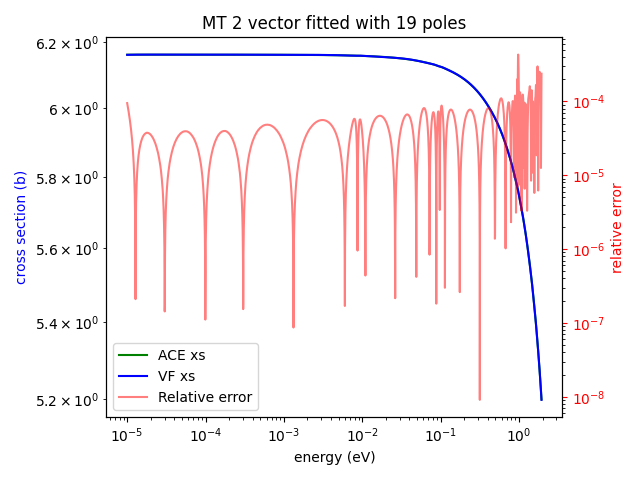 MT 2 vector fitted with 19 poles
6.2 × 10⁰
6 × 10⁰
5.8 × 10⁰
5.6 × 10⁰
5.4 × 10⁰
5.2 × 10⁰
cross section (b)
10⁻⁴
10⁻⁵
10⁻⁶
10⁻⁷
10⁻⁸
relative error
ACE xs
VF xs
Relative error
10⁻⁵ 10⁻⁴ 10⁻³ 10⁻² 10⁻¹ 10⁰
energy (eV)